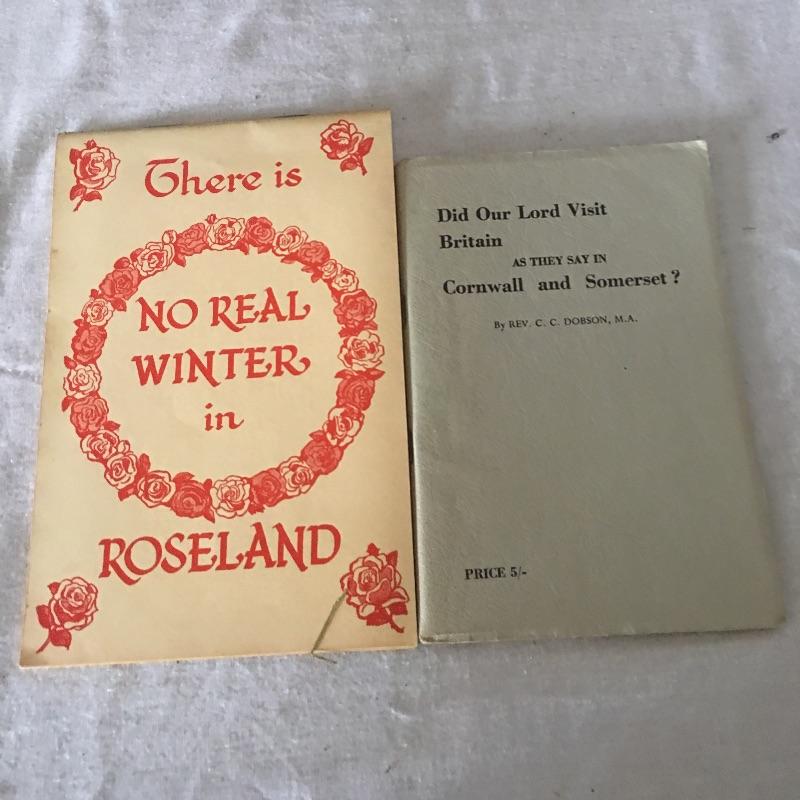 There is
NO REAL
WINTER
in
ROSELAND
Did Our Lord Visit
Britain
AS THEY SAY IN
Cornwall and Somerset?
By REV. C. C. DOBSON, M.A.
PRICE 5/-